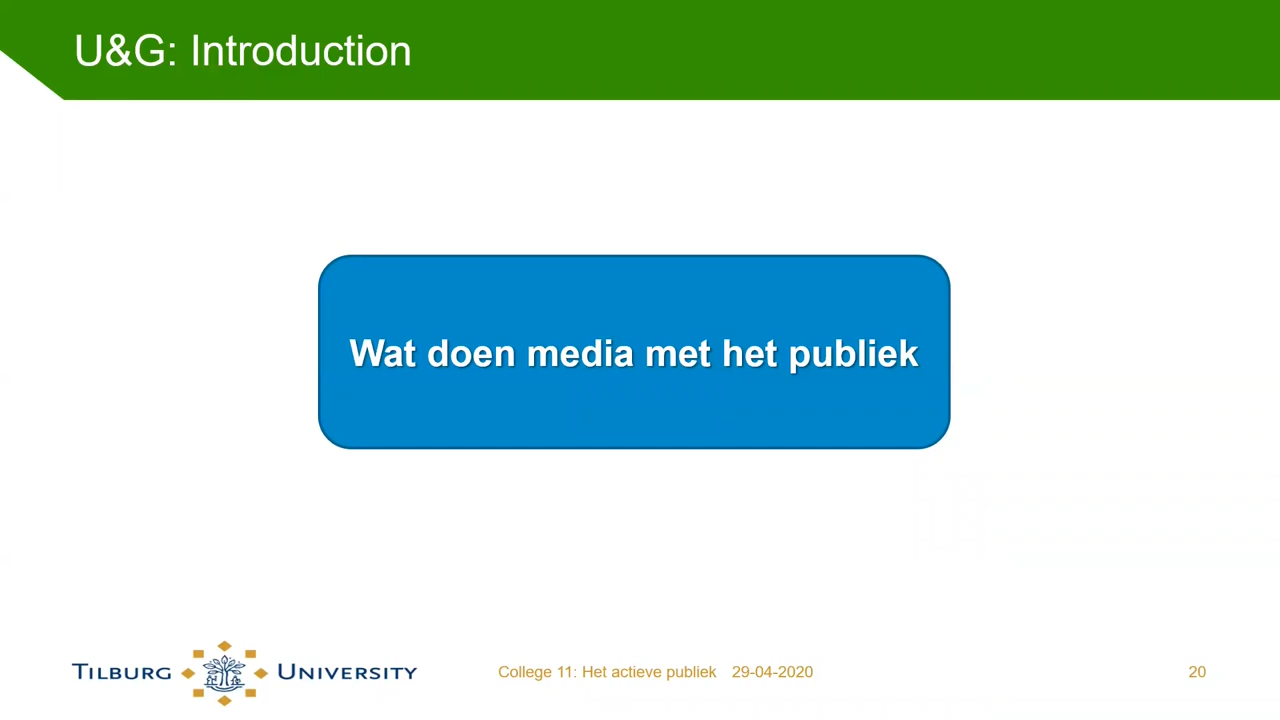 U&G: Introduction
Wat doen media met het publiek
TILBURG UNIVERSITY
College 11: Het actieve publiek 29-04-2020
20